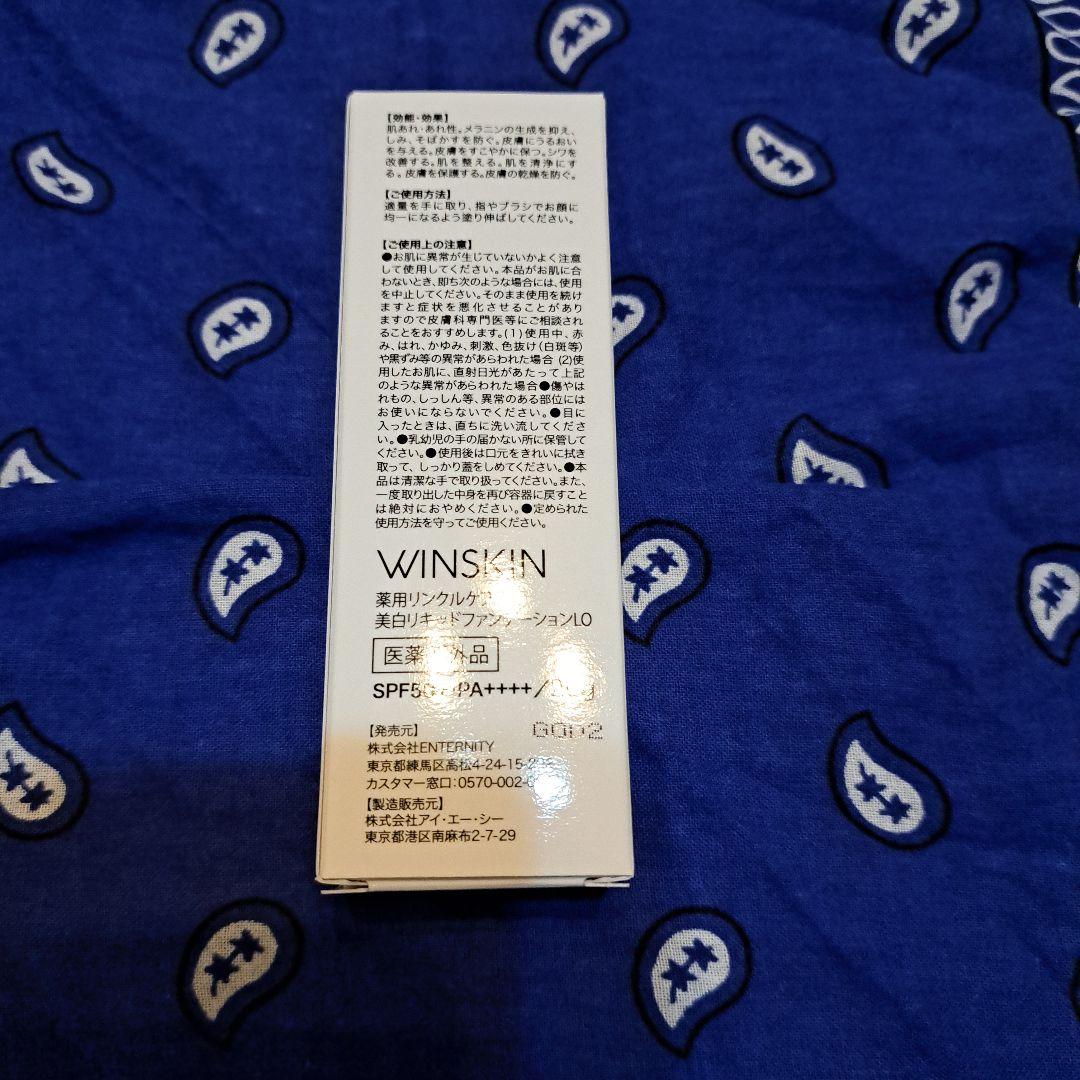 【効能・効果】
肌あれ・あれ性。メラニンの生成を抑え、
しみ、そばかすを防ぐ。皮膚にうるおい
を与える。皮膚をすこやかに保つ。シワを
改善する。肌を整える。肌を清浄にす
る。皮膚を保護する。皮膚の乾燥を防ぐ。
【ご使用方法】
適量を手に取り、指やブラシでお顔に
均一になるよう塗り伸ばしてください。
【ご使用上の注意】
●お肌に異常が生じていないかよく注意
して使用してください。本品がお肌に合
わないとき、即ち次のような場合には、使用
を中止してください。そのまま使用を続け
ますと症状を悪化させることがあり
ますので皮膚科専門医等にご相談され
ることをおすすめします。(1)使用中、赤
み、はれ、かゆみ、刺激、色抜け(白斑等)
や黒ずみ等の異常があらわれた場合 (2)使
用したお肌に、直射日光があたって上記
のような異常があらわれた場合●傷やは
れもの、しっしん等、異常のある部位には
お使いにならないでください。●目に
入ったときは、直ちに洗い流してくださ
い。●乳幼児の手の届かない所に保管して
ください。●使用後は口元をきれいに拭き
取って、しっかり蓋をしめてください。●本
品は清潔な手で取り扱ってください。また、
一度取り出した中身を再び容器に戻すこと
は絶対におやめください。●定められた
使用方法を守ってご使用ください。
WINSKIN
薬用リンクルケア
美白リキッドファンデーションLO
医薬部外品
SPF50+ PA++++/
【発売元】
株式会社ENTERNITY
東京都練馬区高松4-24-15-
カスタマー窓口:0570-002-
【製造販売元】
株式会社アイ・エー・シー
東京都港区南麻布2-7-29